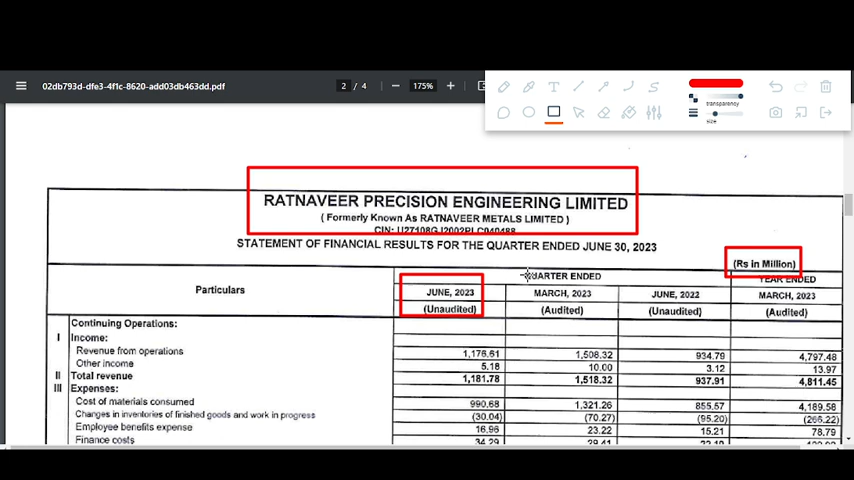 02db793d-dfe3-4f1c-8620-add03db463dd.pdf
2 / 4
175%
transparency
size
RATNAVEER PRECISION ENGINEERING LIMITED
( Formerly Known As RATNAVEER METALS LIMITED )
STATEMENT OF FINANCIAL RESULTS FOR THE QUARTER ENDED JUNE 30, 2023
(Rs in Million)
Particulars QUARTER ENDED YEAR ENDED
JUNE, 2023 MARCH, 2023 JUNE, 2022 MARCH, 2023
(Unaudited) (Audited) (Unaudited) (Audited)
Continuing Operations:
I Income:
Revenue from operations 1,176.61 1,508.32 934.79 4,797.48
Other income 5.18 10.00 3.12 13.97
II Total revenue 1,181.78 1,518.32 937.91 4,811.45
III Expenses:
Cost of materials consumed 990.68 1,321.26 855.57 4,189.58
Changes in inventories of finished goods and work in progress (30.04) (70.27) (95.20) (266.22)
Employee benefits expense 16.96 23.22 15.21 78.79
Finance costs 34.29 29.41